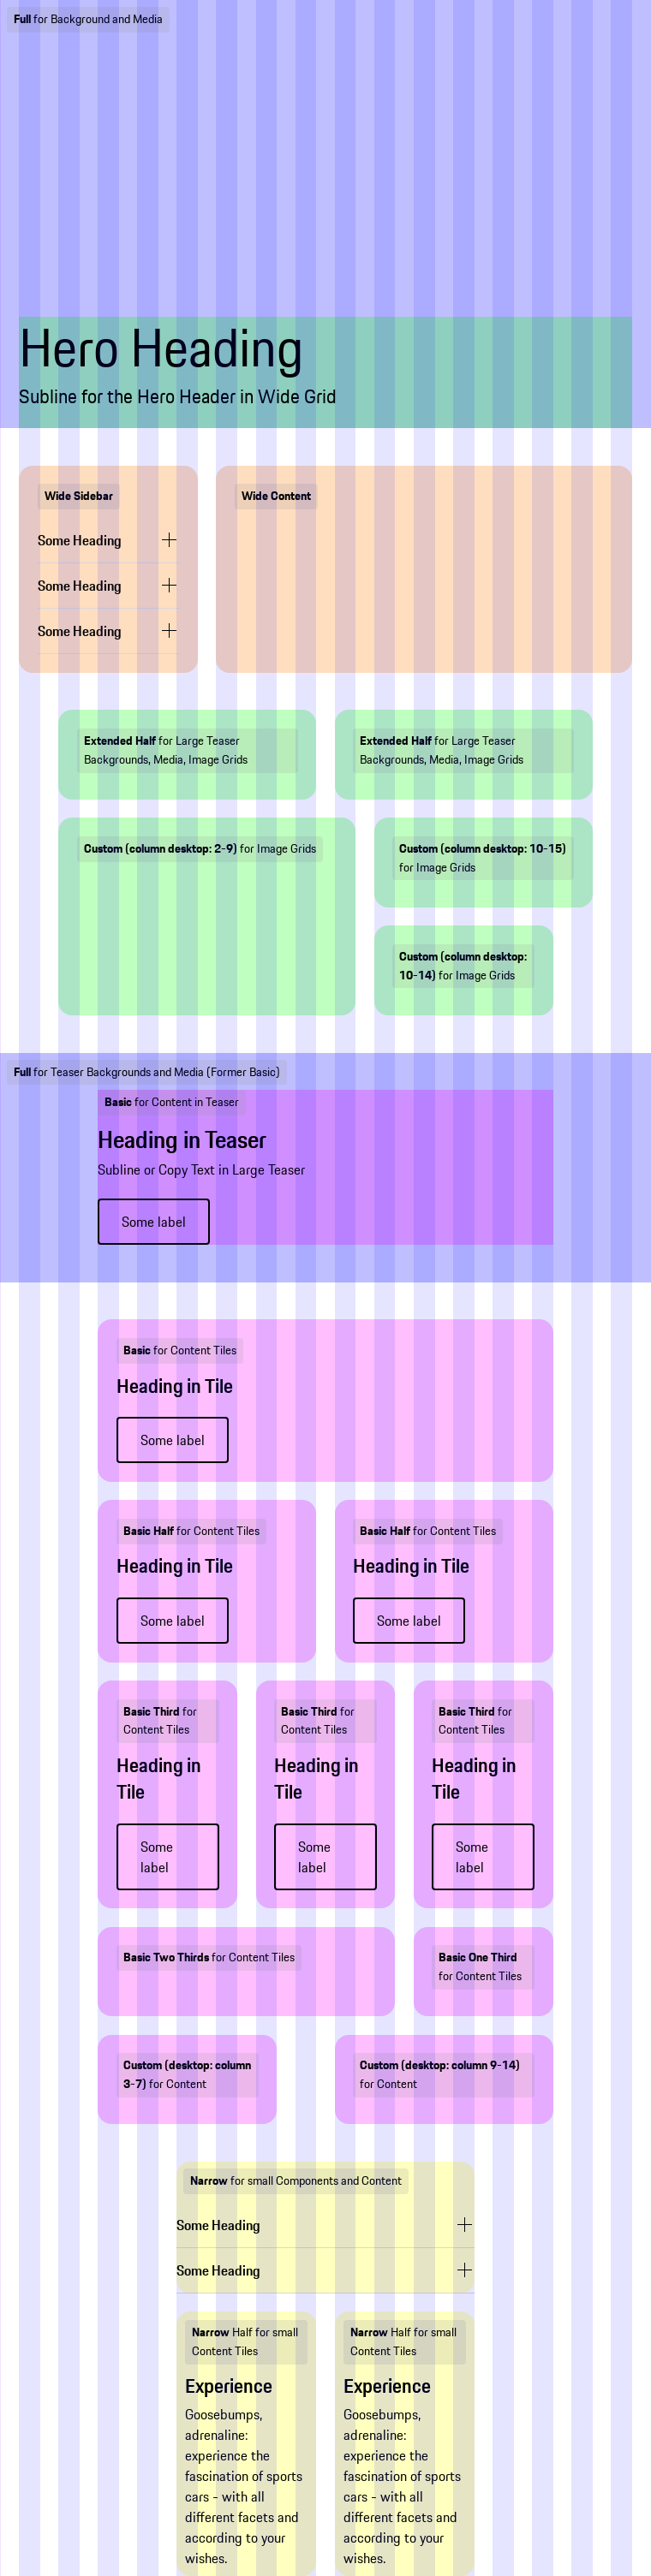 Full for Background and Media
Hero Heading
Subline for the Hero Header in Wide Grid
Wide Sidebar
Some Heading
Some Heading
Some Heading
Wide Content
Extended Half for Large Teaser
Backgrounds, Media, Image Grids
Extended Half for Large Teaser
Backgrounds, Media, Image Grids
Custom (column desktop: 2-9) for Image Grids
Custom (column desktop: 10-15)
for Image Grids
Custom (column desktop:
10-14) for Image Grids
Full for Teaser Backgrounds and Media (Former Basic)
Basic for Content in Teaser
Heading in Teaser
Subline or Copy Text in Large Teaser
Some label
Basic for Content Tiles
Heading in Tile
Some label
Basic Half for Content Tiles
Heading in Tile
Some label
Basic Half for Content Tiles
Heading in Tile
Some label
Basic Third for
Content Tiles
Heading in
Tile
Some
label
Basic Third for
Content Tiles
Heading in
Tile
Some
label
Basic Third for
Content Tiles
Heading in
Tile
Some
label
Basic Two Thirds for Content Tiles
Basic One Third
for Content Tiles
Custom (desktop: column
3-7) for Content
Custom (desktop: column 9-14)
for Content
Narrow for small Components and Content
Some Heading
Some Heading
Narrow Half for small
Content Tiles
Experience
Goosebumps,
adrenaline:
experience the
fascination of sports
cars - with all
different facets and
according to your
wishes.
Narrow Half for small
Content Tiles
Experience
Goosebumps,
adrenaline:
experience the
fascination of sports
cars - with all
different facets and
according to your
wishes.